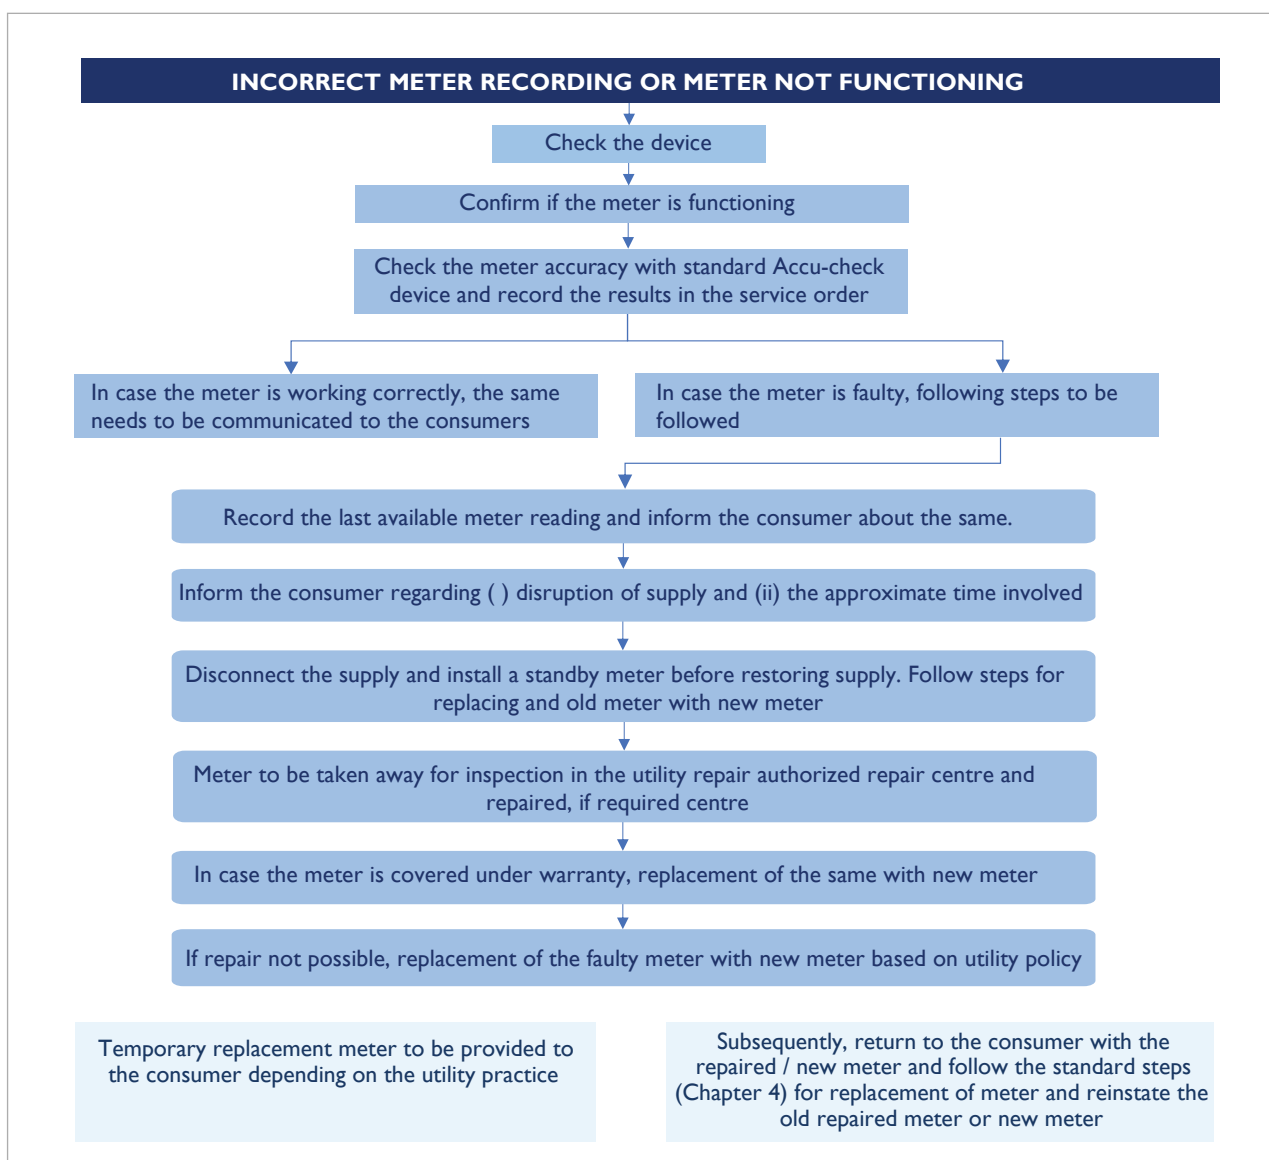 INCORRECT METER RECORDING OR METER NOT FUNCTIONING
Check the device
Confirm if the meter is functioning
Check the meter accuracy with standard Accu-check
device and record the results in the service order
In case the meter is working correctly, the same
needs to be communicated to the consumers
In case the meter is faulty, following steps to be
followed
Record the last available meter reading and inform the consumer about the same.
Inform the consumer regarding ( ) disruption of supply and (ii) the approximate time involved
Disconnect the supply and install a standby meter before restoring supply. Follow steps for
replacing and old meter with new meter
Meter to be taken away for inspection in the utility repair authorized repair centre and
repaired, if required centre
In case the meter is covered under warranty, replacement of the same with new meter
If repair not possible, replacement of the faulty meter with new meter based on utility policy
Temporary replacement meter to be provided to
the consumer depending on the utility practice
Subsequently, return to the consumer with the
repaired / new meter and follow the standard steps
(Chapter 4) for replacement of meter and reinstate the
old repaired meter or new meter